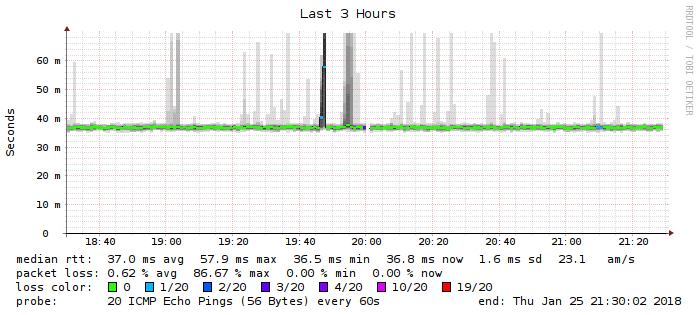 Last 3 Hours
RRDTOOL / TOBI OETIKER
Seconds
60 m
50 m
40 m
30 m
20 m
10 m
0
18:40 19:00 19:20 19:40 20:00 20:20 20:40 21:00 21:20
median rtt: 37.0 ms avg 57.9 ms max 36.5 ms min 36.8 ms now 1.6 ms sd 23.1 am/s
packet loss: 0.62 % avg 86.67 % max 0.00 % min 0.00 % now
loss color: 0 1/20 2/20 3/20 4/20 10/20 19/20
probe: 20 ICMP Echo Pings (56 Bytes) every 60s end: Thu Jan 25 21:30:02 2018